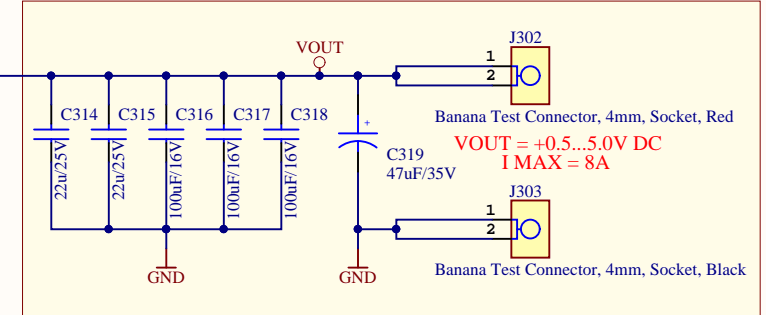 VOUT
J302
1
2
Banana Test Connector, 4mm, Socket, Red
C314
C315
C316
C317
C318
22u/25V
22u/25V
100uF/16V
100uF/16V
100uF/16V
+
C319
47uF/35V
VOUT = +0.5...5.0V DC
I MAX = 8A
J303
1
2
Banana Test Connector, 4mm, Socket, Black
GND
GND